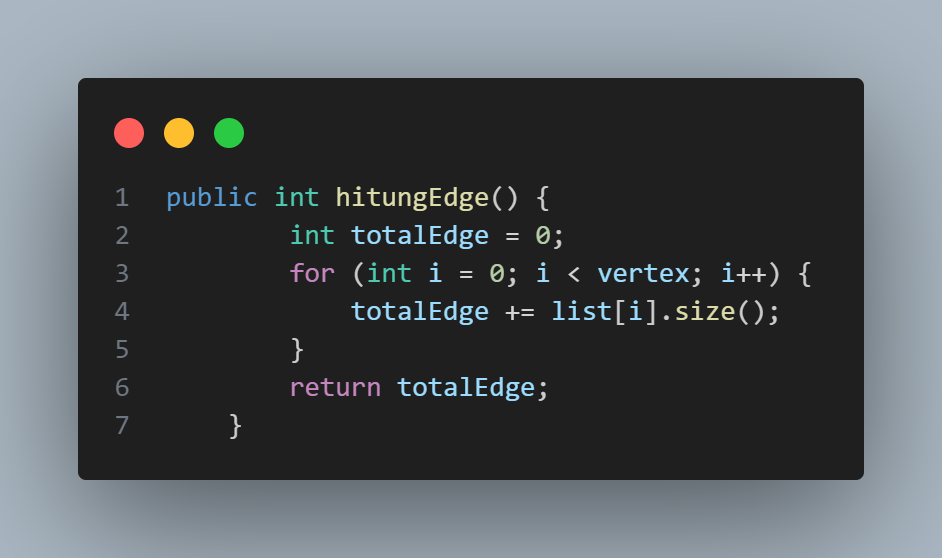 1 public int hitungEdge() {
2         int totalEdge = 0;
3         for (int i = 0; i < vertex; i++) {
4             totalEdge += list[i].size();
5         }
6         return totalEdge;
7     }